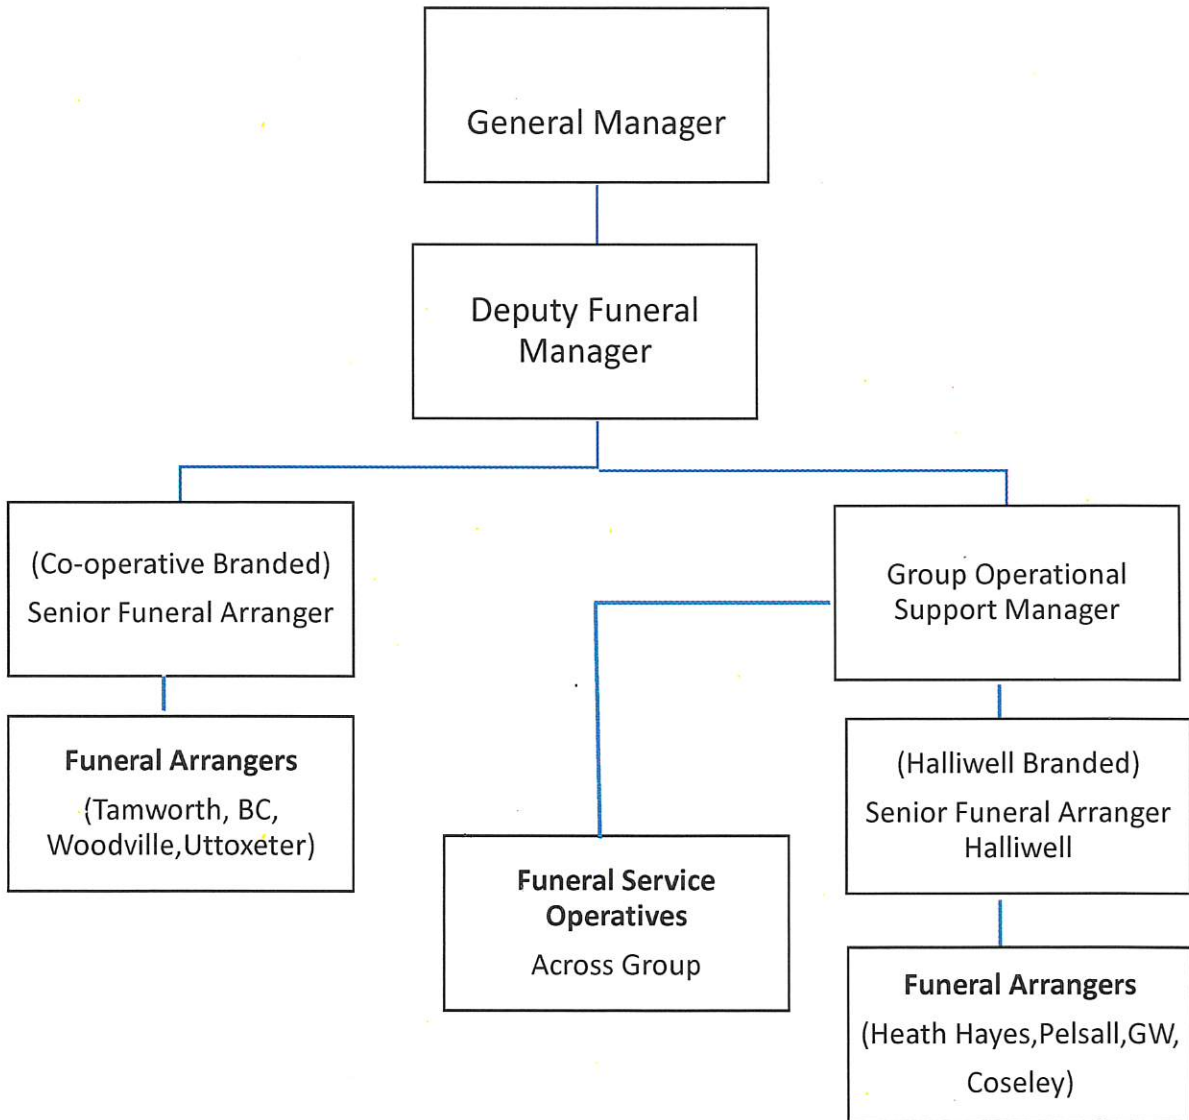 General Manager
Deputy Funeral
Manager
(Co-operative Branded)
Senior Funeral Arranger
Group Operational
Support Manager
Funeral Arrangers
(Tamworth, BC,
Woodville,Uttoxeter)
(Halliwell Branded)
Senior Funeral Arranger
Halliwell
Funeral Service
Operatives
Across Group
Funeral Arrangers
(Heath Hayes,Pelsall,GW,
Coseley)